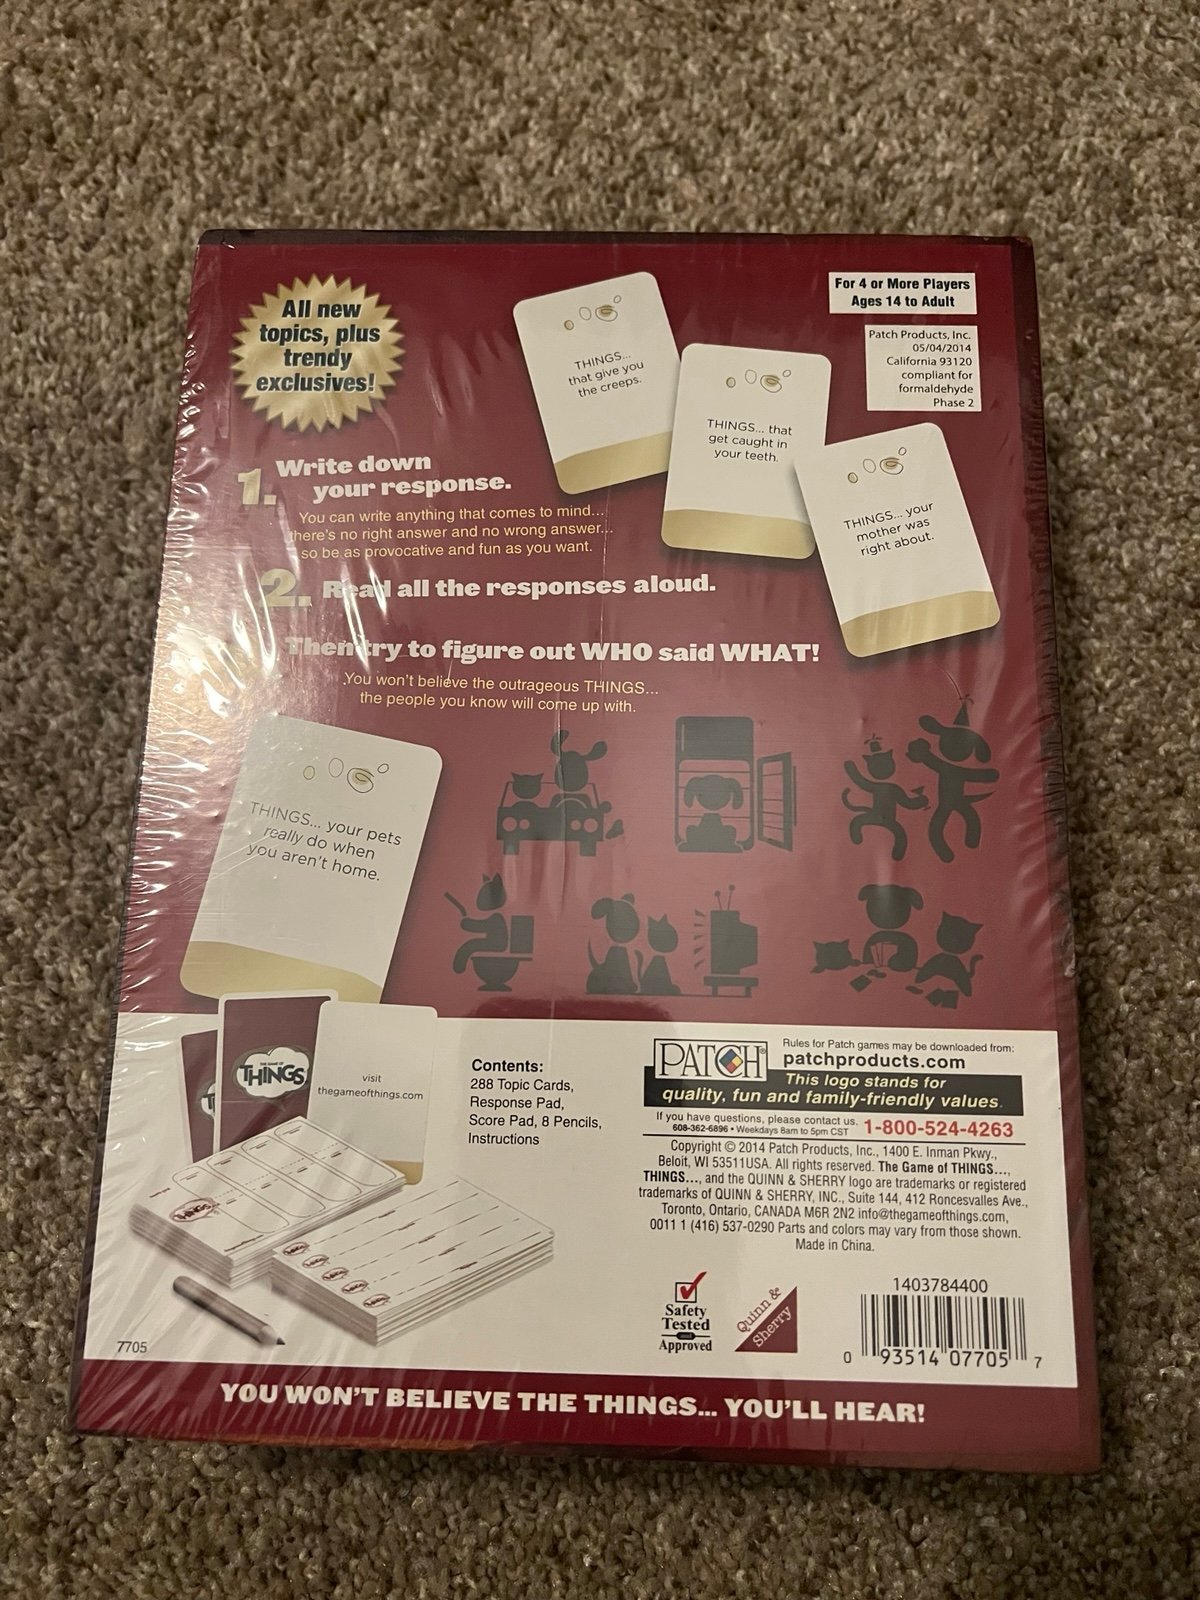 All new
topics, plus
trendy
exclusives!
For 4 or More Players
Ages 14 to Adult
Patch Products, Inc.
05/04/2014
California 93120
compliant for
formaldehyde
Phase 2
THINGS...
that give you
the creeps.
THINGS... that
get caught in
your teeth.
THINGS... your
mother was
right about.
1. Write down
your response.
You can write anything that comes to mind...
there's no right answer and no wrong answer...
so be as provocative and fun as you want.
2. Read all the responses aloud.
Then try to figure out WHO said WHAT!
You won't believe the outrageous THINGS...
the people you know will come up with.
THINGS... your pets
really do when
you aren't home.
THE GAME OF
THINGS
visit
thegameofthings.com
Contents:
288 Topic Cards,
Response Pad,
Score Pad, 8 Pencils,
Instructions
PATCH®
Rules for Patch games may be downloaded from:
patchproducts.com
This logo stands for
quality, fun and family-friendly values.
If you have questions, please contact us.
608-362-6896 • Weekdays 8am to 5pm CST
1-800-524-4263
Copyright © 2014 Patch Products, Inc., 1400 E. Inman Pkwy.,
Beloit, WI 53511USA. All rights reserved. The Game of THINGS...,
THINGS..., and the QUINN & SHERRY logo are trademarks or registered
trademarks of QUINN & SHERRY, INC., Suite 144, 412 Roncesvalles Ave.,
Toronto, Ontario, CANADA M6R 2N2 info@thegameofthings.com,
0011 1 (416) 537-0290 Parts and colors may vary from those shown.
Made in China.
Safety
Tested
and
Approved
Quinn &
Sherry
1403784400
0 93514 07705 7
7705
YOU WON'T BELIEVE THE THINGS... YOU'LL HEAR!